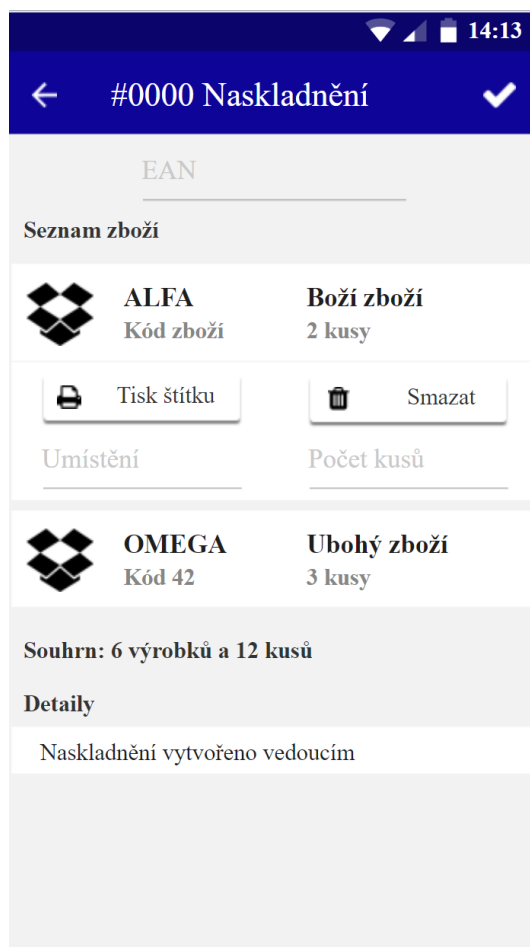 14:13
#0000 Naskladnění
EAN
Seznam zboží
ALFA Boží zboží
Kód zboží 2 kusy
Tisk štítku Smazat
Umístění Počet kusů
OMEGA Ubohý zboží
Kód 42 3 kusy
Souhrn: 6 výrobků a 12 kusů
Detaily
Naskladnění vytvořeno vedoucím